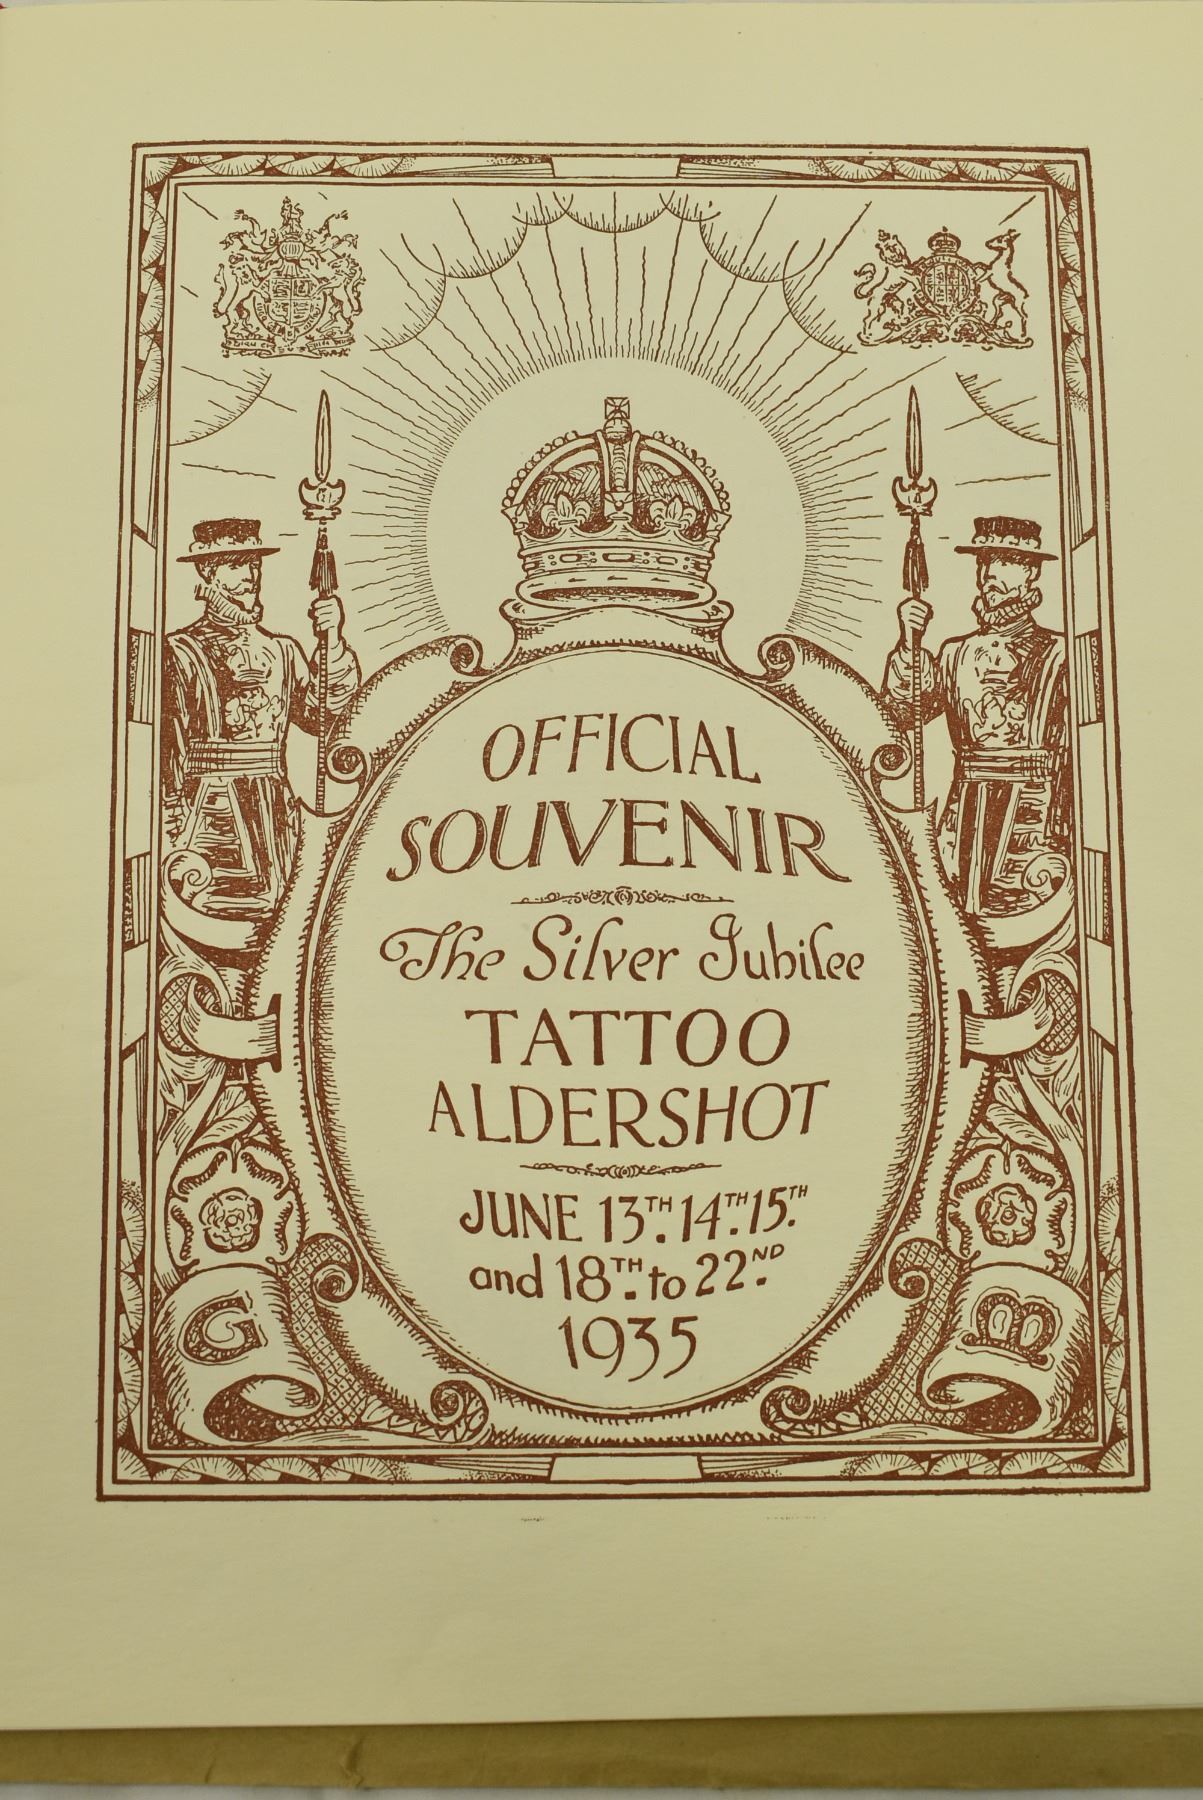 OFFICIAL
SOUVENIR
The Silver Jubilee
TATTOO
ALDERSHOT
JUNE 13TH. 14TH. 15TH.
and 18TH. to 22ND.
1935
G